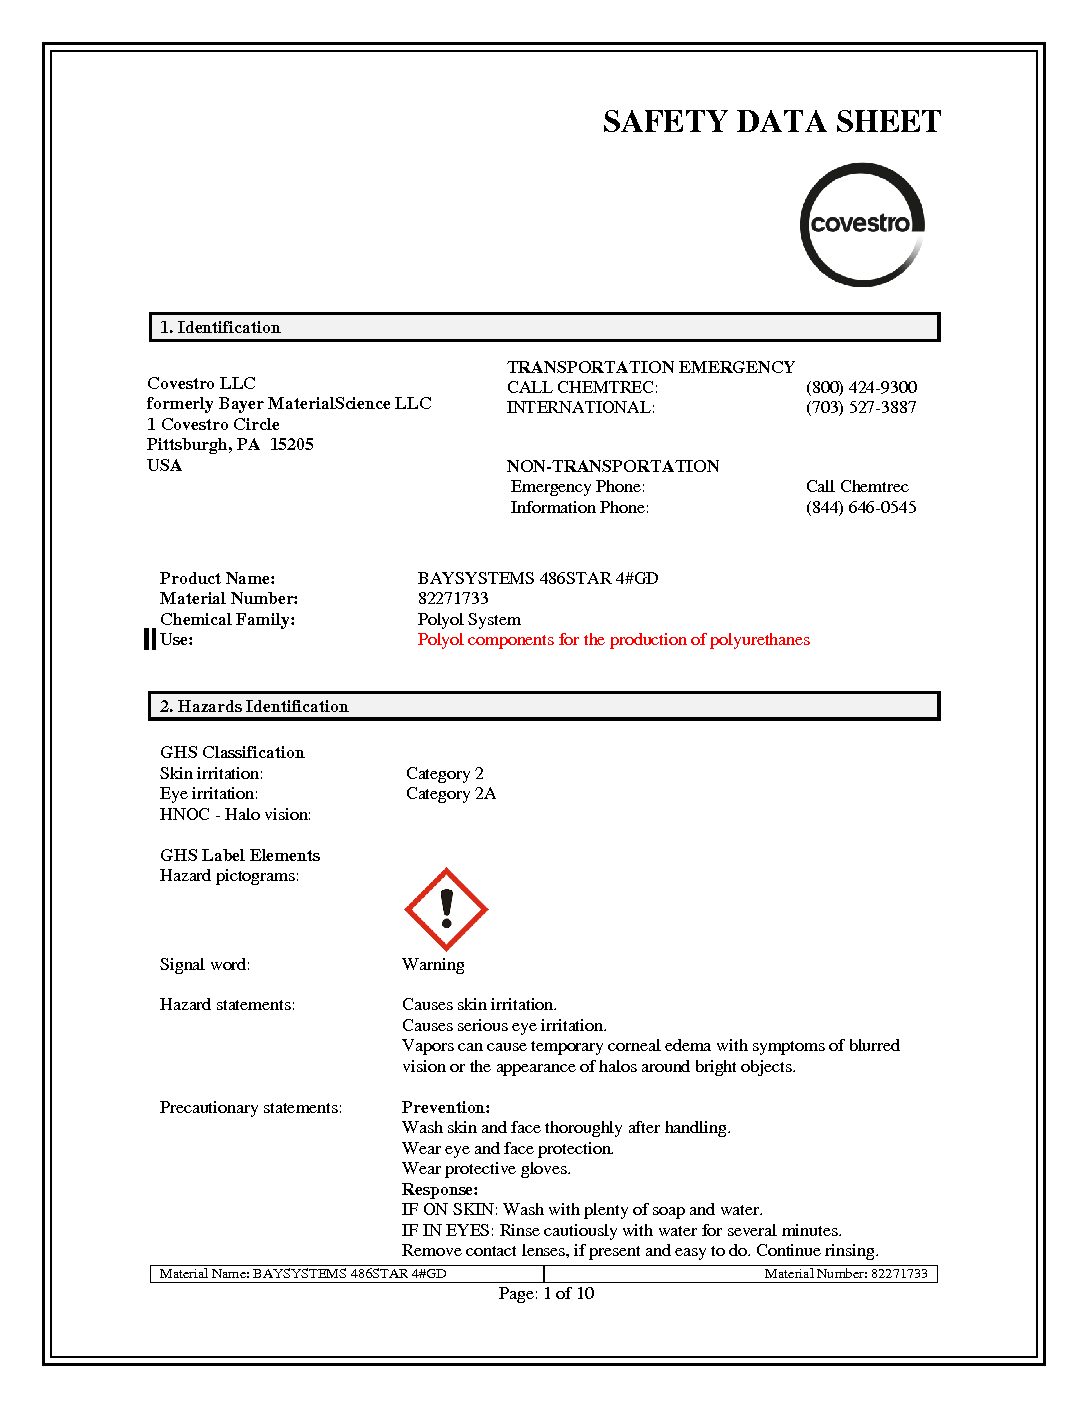 SAFETY DATA SHEET
covestro
1. Identification
Covestro LLC
formerly Bayer MaterialScience LLC
1 Covestro Circle
Pittsburgh, PA  15205
USA
TRANSPORTATION EMERGENCY
CALL CHEMTREC: (800) 424-9300
INTERNATIONAL: (703) 527-3887
NON-TRANSPORTATION
Emergency Phone: Call Chemtrec
Information Phone: (844) 646-0545
Product Name: BAYSYSTEMS 486STAR 4#GD
Material Number: 82271733
Chemical Family: Polyol System
Use: Polyol components for the production of polyurethanes
2. Hazards Identification
GHS Classification
Skin irritation: Category 2
Eye irritation: Category 2A
HNOC - Halo vision:
GHS Label Elements
Hazard pictograms:
Signal word: Warning
Hazard statements: Causes skin irritation.
Causes serious eye irritation.
Vapors can cause temporary corneal edema with symptoms of blurred
vision or the appearance of halos around bright objects.
Precautionary statements: Prevention:
Wash skin and face thoroughly after handling.
Wear eye and face protection.
Wear protective gloves.
Response:
IF ON SKIN: Wash with plenty of soap and water.
IF IN EYES: Rinse cautiously with water for several minutes.
Remove contact lenses, if present and easy to do. Continue rinsing.
Material Name: BAYSYSTEMS 486STAR 4#GD Material Number: 82271733
Page: 1 of 10